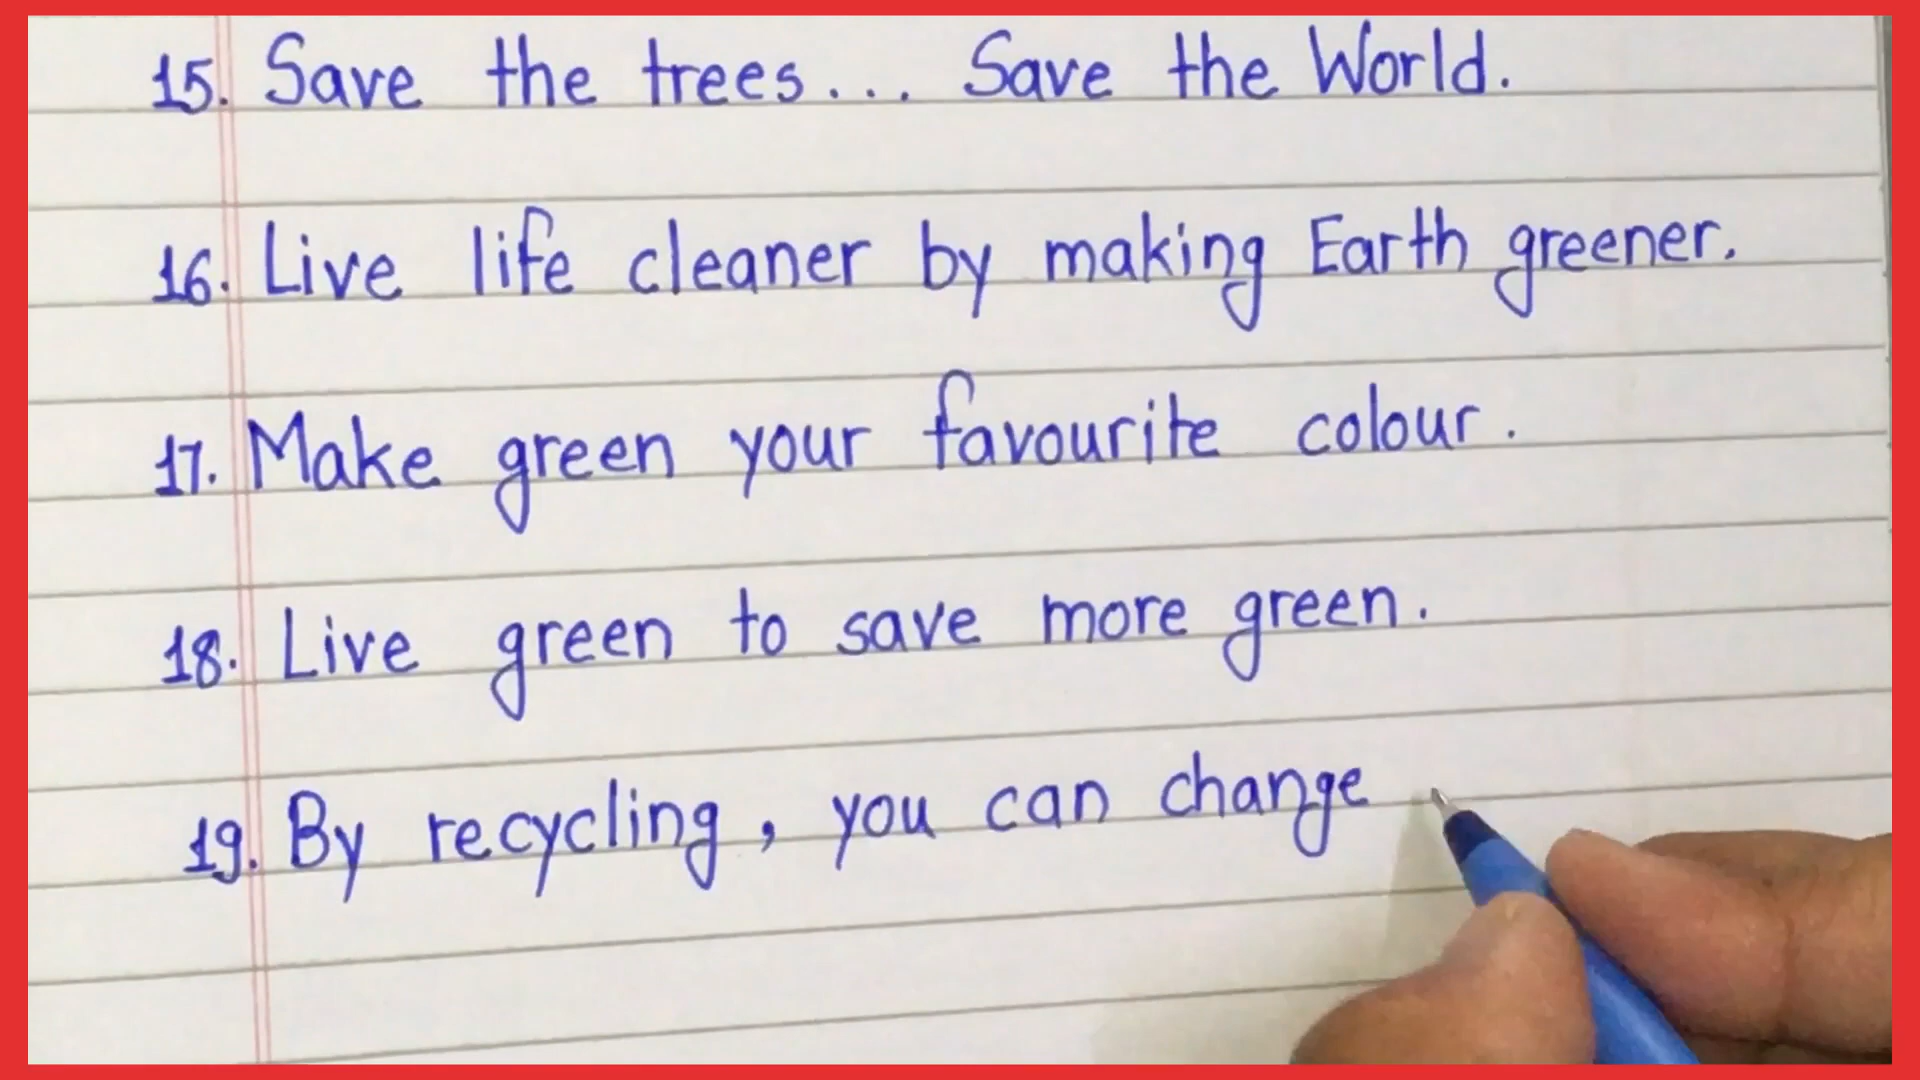 15. Save the trees... Save the World.
16. Live life cleaner by making Earth greener.
17. Make green your favourite colour.
18. Live green to save more green.
19. By recycling, you can change